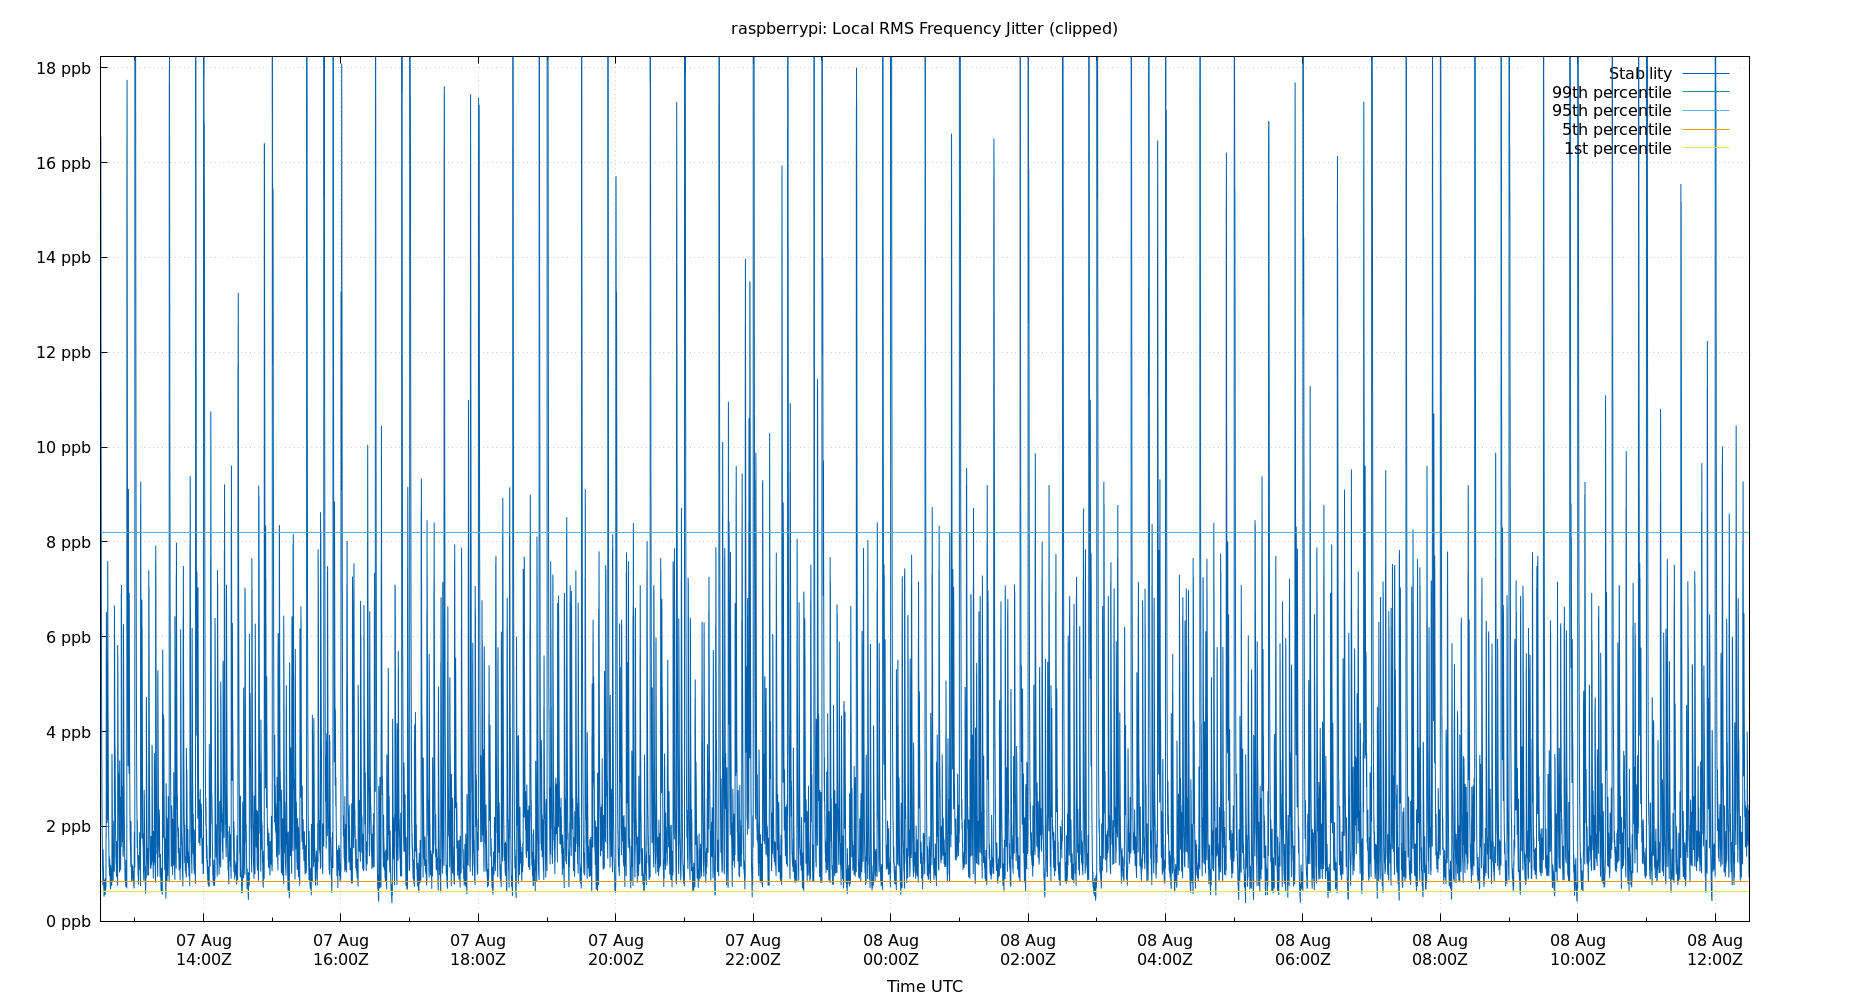 raspberrypi: Local RMS Frequency Jitter (clipped)
18 ppb
16 ppb
14 ppb
12 ppb
10 ppb
8 ppb
6 ppb
4 ppb
2 ppb
0 ppb
Stability
99th percentile
95th percentile
5th percentile
1st percentile
07 Aug
14:00Z
07 Aug
16:00Z
07 Aug
18:00Z
07 Aug
20:00Z
07 Aug
22:00Z
08 Aug
00:00Z
08 Aug
02:00Z
08 Aug
04:00Z
08 Aug
06:00Z
08 Aug
08:00Z
08 Aug
10:00Z
08 Aug
12:00Z
Time UTC